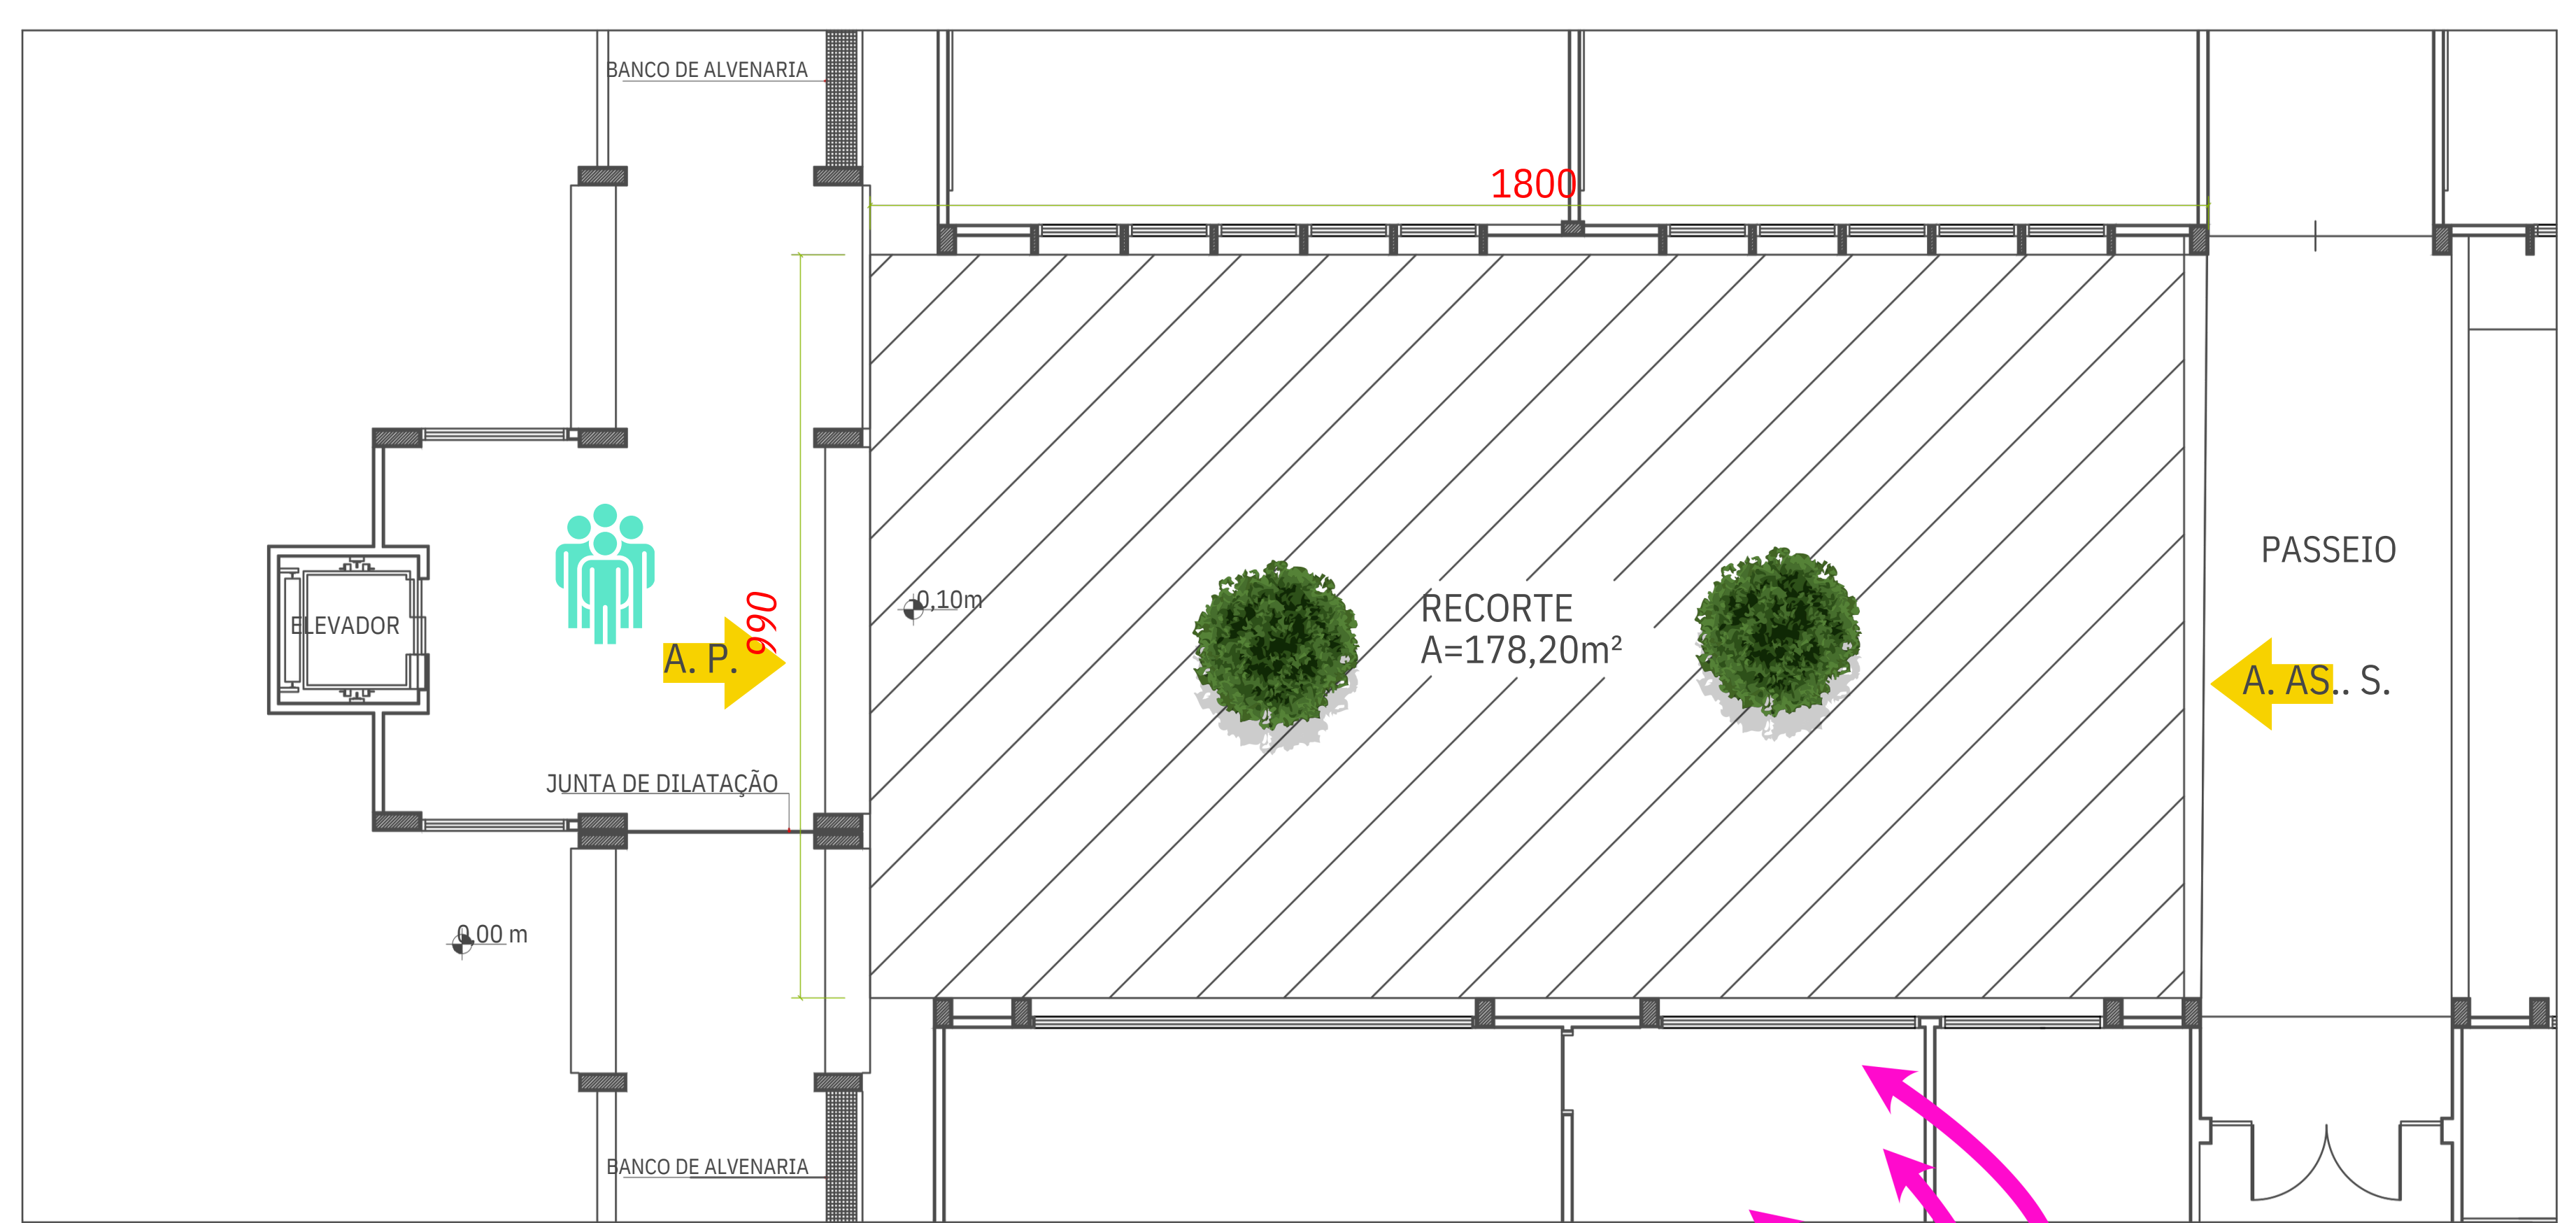 BANCO DE ALVENARIA
1800
PASSEIO
0,10m
RECORTE
A=178,20m²
ELEVADOR
990
A. P.
A. AS.. S.
JUNTA DE DILATAÇÃO
0,00 m
BANCO DE ALVENARIA